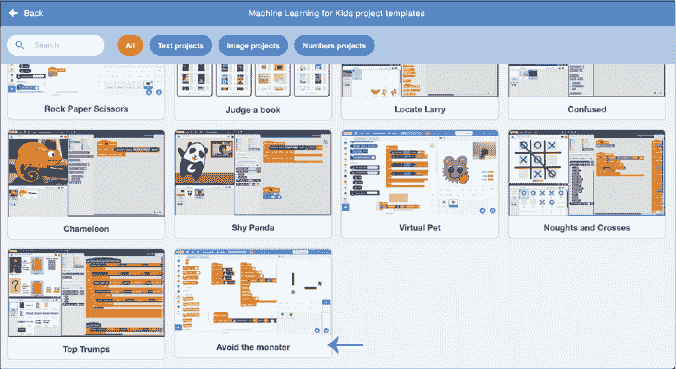 Back
Machine Learning for Kids project templates
Search
All
Text projects
Image projects
Numbers projects
Rock Paper Scissors
Judge a book
Locate Larry
Confused
Chameleon
Shy Panda
Virtual Pet
Noughts and Crosses
Top Trumps
Avoid the monster